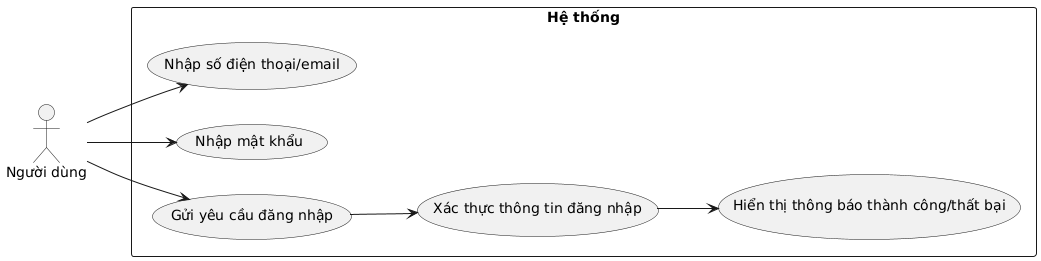 Hệ thống
Nhập số điện thoại/email
Nhập mật khẩu
Người dùng
Gửi yêu cầu đăng nhập
Xác thực thông tin đăng nhập
Hiển thị thông báo thành công/thất bại